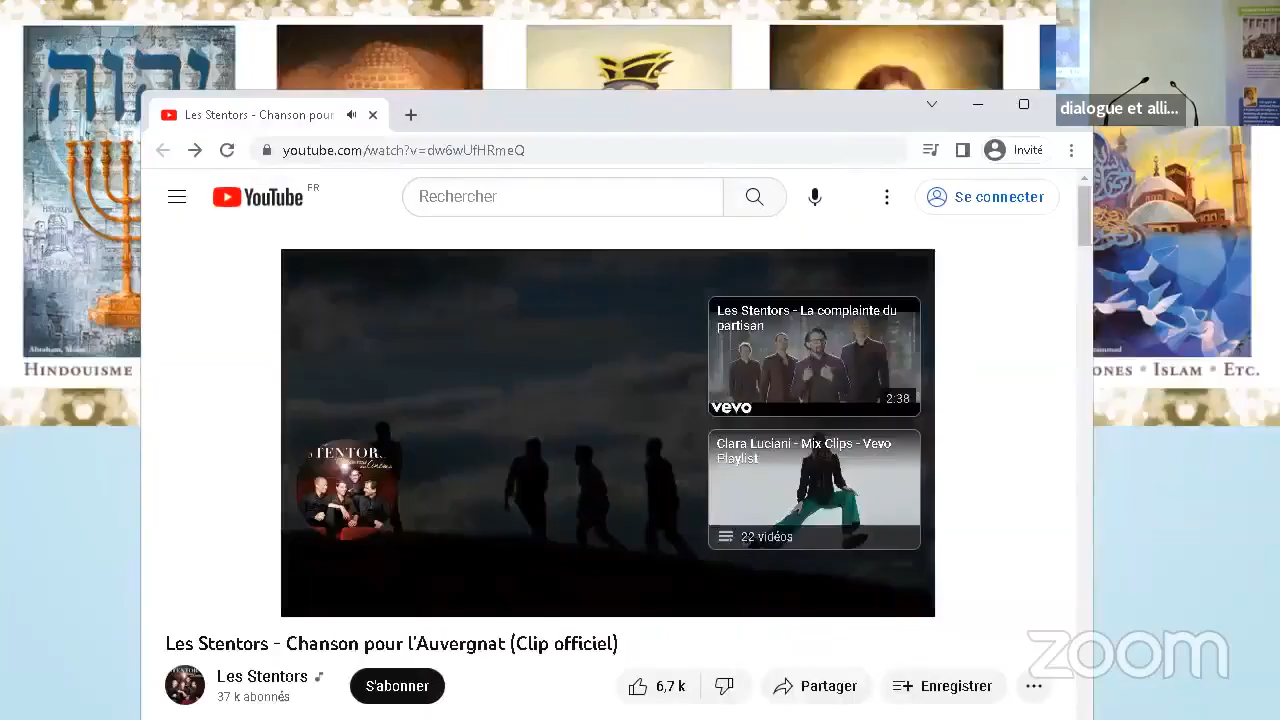 יהוה
Les Stentors - Chanson pour
dialogue et alli...
youtube.com/watch?v=dw6wUfHRmeQ
Invité
YouTube FR
Rechercher
Se connecter
Les Stentors - La complainte du
partisan
2:38
vevo
Clara Luciani - Mix Clips - Vevo
Playlist
22 vidéos
HINDOUISME
ONES • ISLAM • ETC.
Les Stentors - Chanson pour l'Auvergnat (Clip officiel)
Les Stentors
37 k abonnés
S'abonner
6,7 k
Partager
Enregistrer
zoom